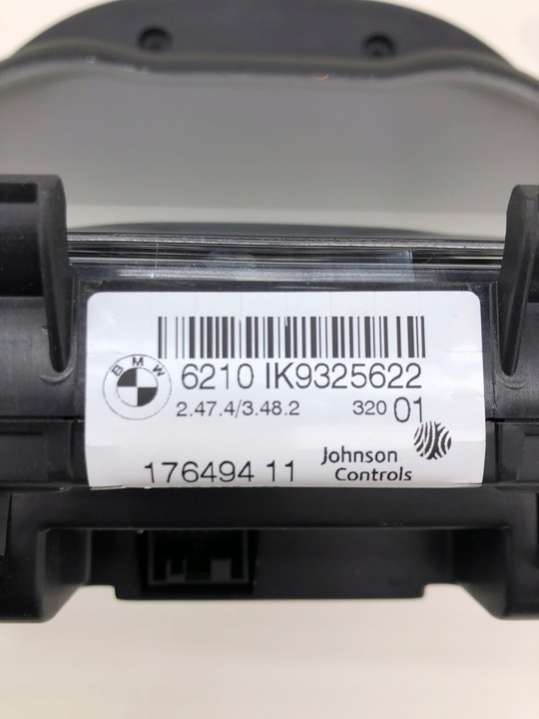 BMW
6210 IK9325622
2.47.4/3.48.2 320 01
176494 11 Johnson
Controls